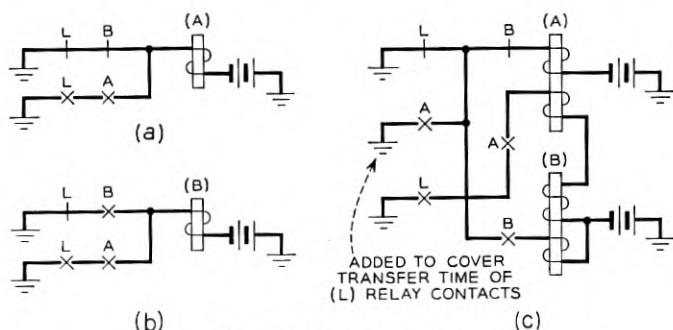 (A)
L B
L A
(a)
(B)
L B
L A
(b)
(A)
L B
A
A
L
(B)
B
ADDED TO COVER
TRANSFER TIME OF
(L) RELAY CONTACTS
(c)